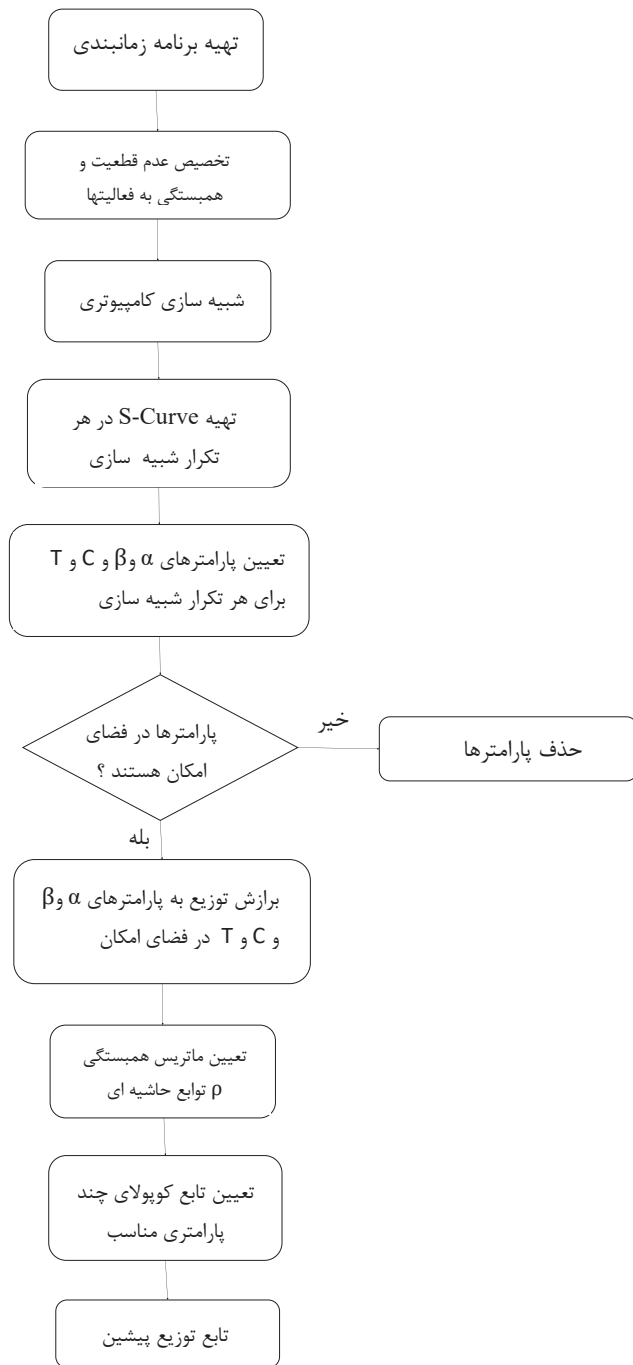 تهیه برنامه زمانبندی
تخصیص عدم قطعیت و
همبستگی به فعالیتها
شبیه سازی کامپیوتری
تهیه S-Curve در هر
تکرار شبیه سازی
تعیین پارامترهای α وβ و C و T
برای هر تکرار شبیه سازی
پارامترها در فضای
امکان هستند ؟
خیر
حذف پارامترها
بله
برازش توزیع به پارامترهای α وβ
و C و T در فضای امکان
تعیین ماتریس همبستگی
ρ توابع حاشیه ای
تعیین تابع کوپولای چند
پارامتری مناسب
تابع توزیع پیشین